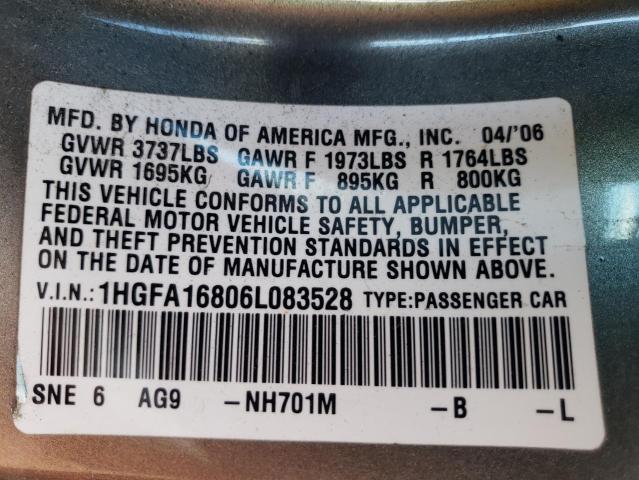 MFD. BY HONDA OF AMERICA MFG., INC. 04/'06
GVWR 3737LBS GAWR F 1973LBS R 1764LBS
GVWR 1695KG GAWR F 895KG R 800KG
THIS VEHICLE CONFORMS TO ALL APPLICABLE
FEDERAL MOTOR VEHICLE SAFETY, BUMPER,
AND THEFT PREVENTION STANDARDS IN EFFECT
ON THE DATE OF MANUFACTURE SHOWN ABOVE.
V.I.N.: 1HGFA16806L083528 TYPE:PASSENGER CAR
SNE 6 AG9 -NH701M -B -L